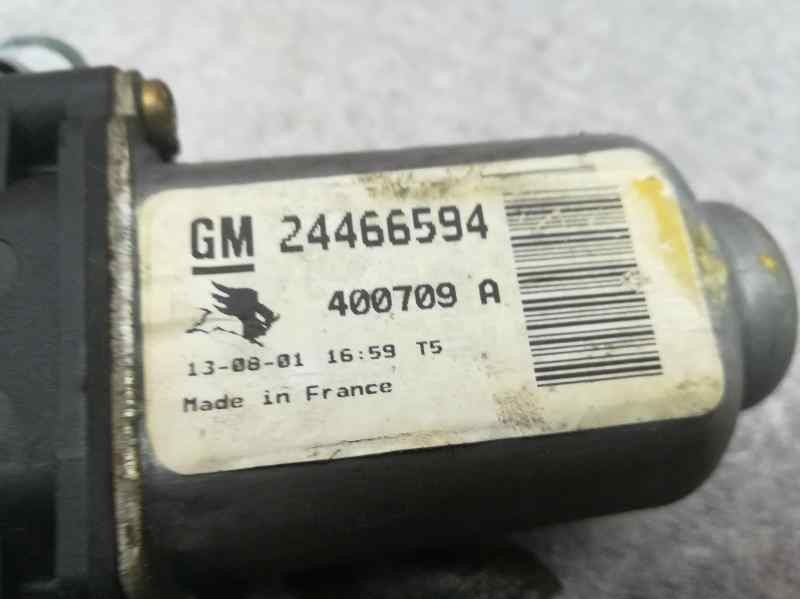 GM 24466594
400709 A
13-08-01 16:59 T5
Made in France